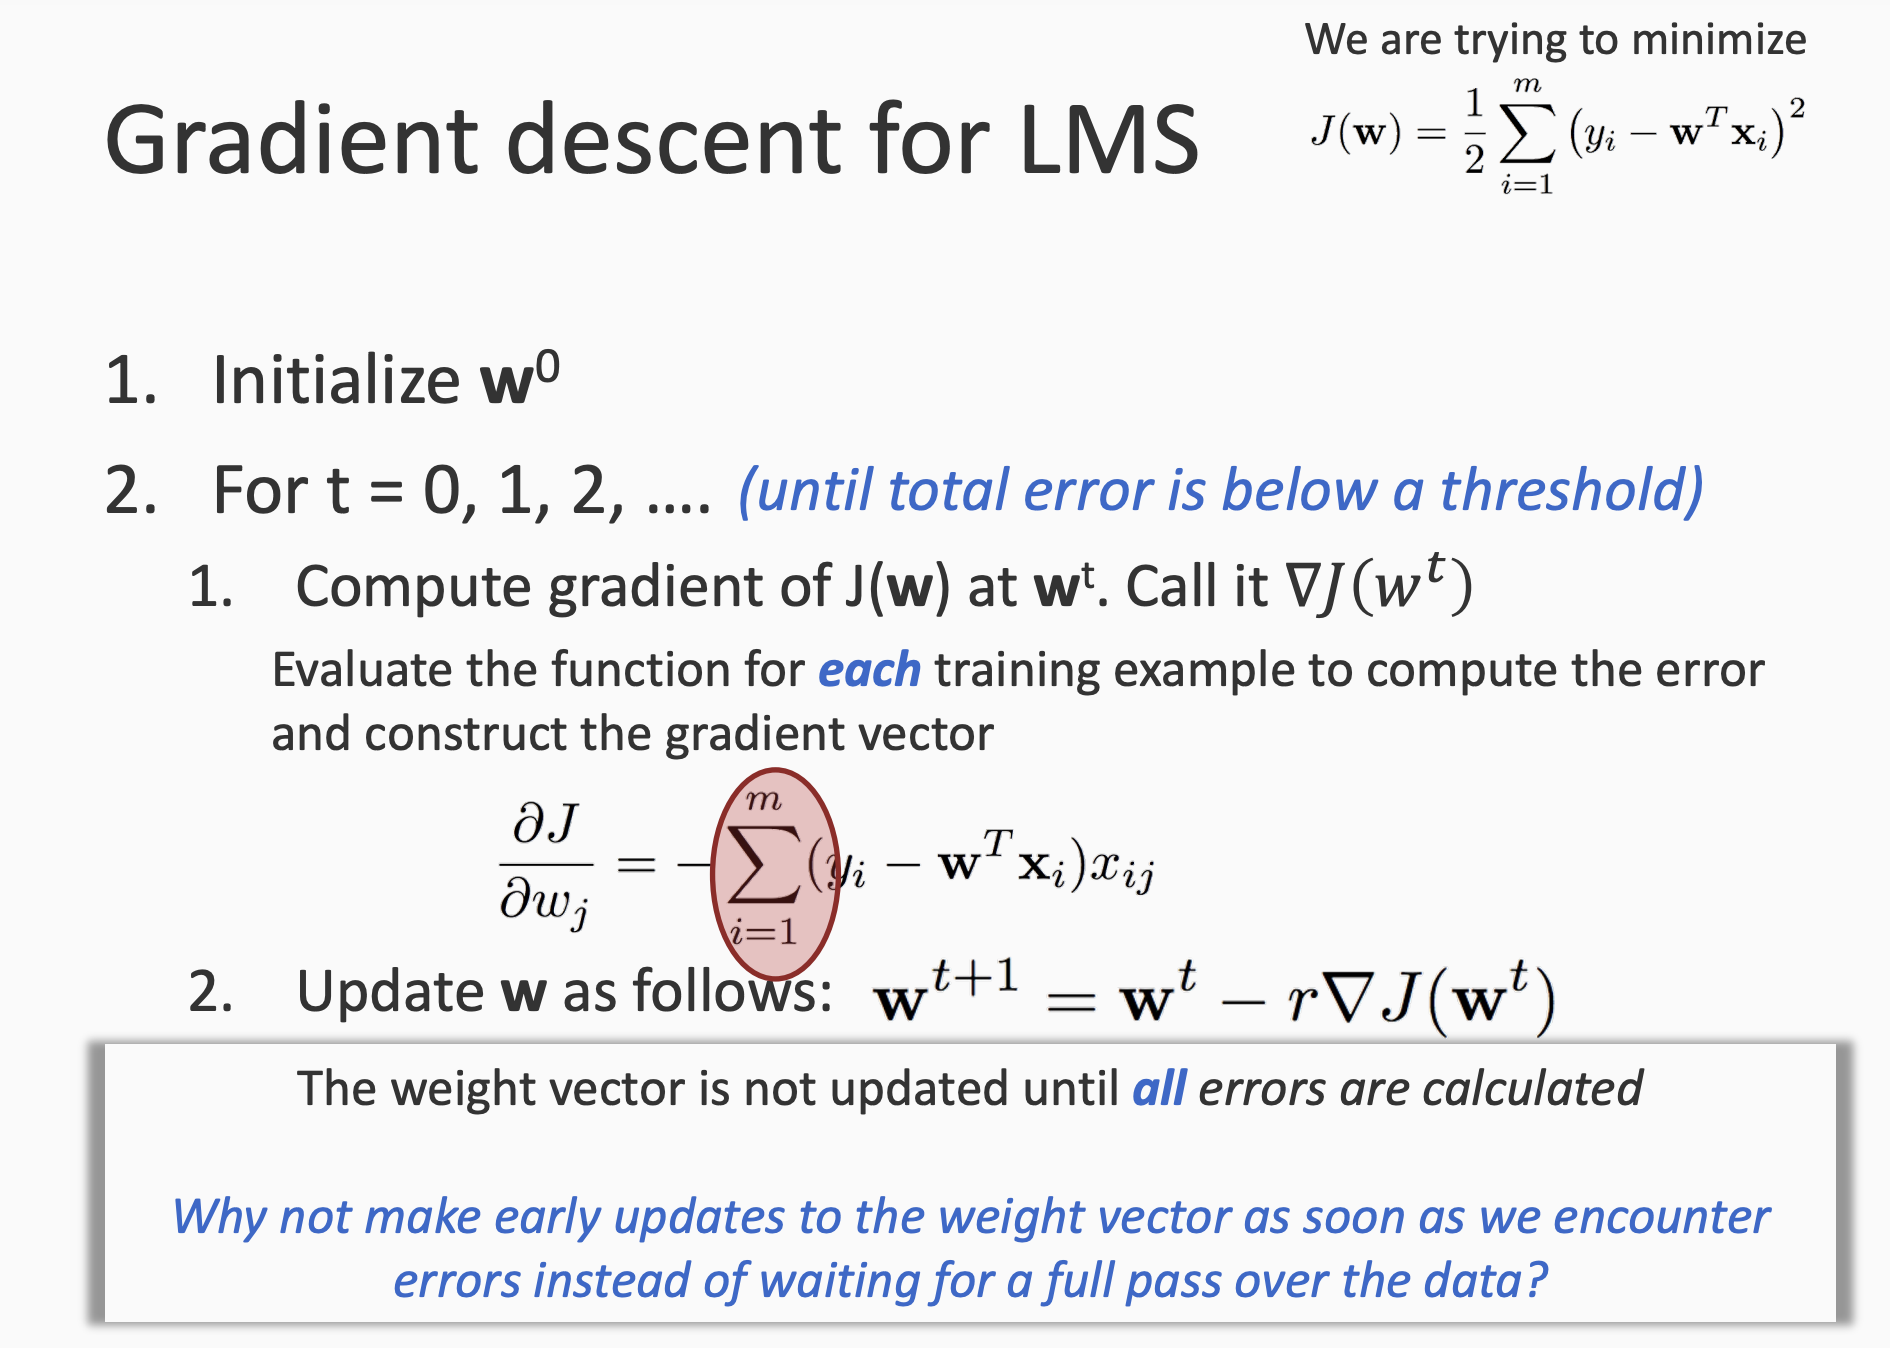 We are trying to minimize
Gradient descent for LMS
J(w) = \frac{1}{2} \sum_{i=1}^{m} (y_i − w^T x_i)^2
1. Initialize w^0
2. For t = 0, 1, 2, …. (until total error is below a threshold)
1. Compute gradient of J(w) at w^t. Call it ∇J(w^t)
Evaluate the function for each training example to compute the error
and construct the gradient vector
\frac{∂J}{∂w_j} = −\sum_{i=1}^{m} (y_i − w^T x_i)x_{ij}
2. Update w as follows: w^{t+1} = w^t − r∇J(w^t)
The weight vector is not updated until all errors are calculated
Why not make early updates to the weight vector as soon as we encounter
errors instead of waiting for a full pass over the data?